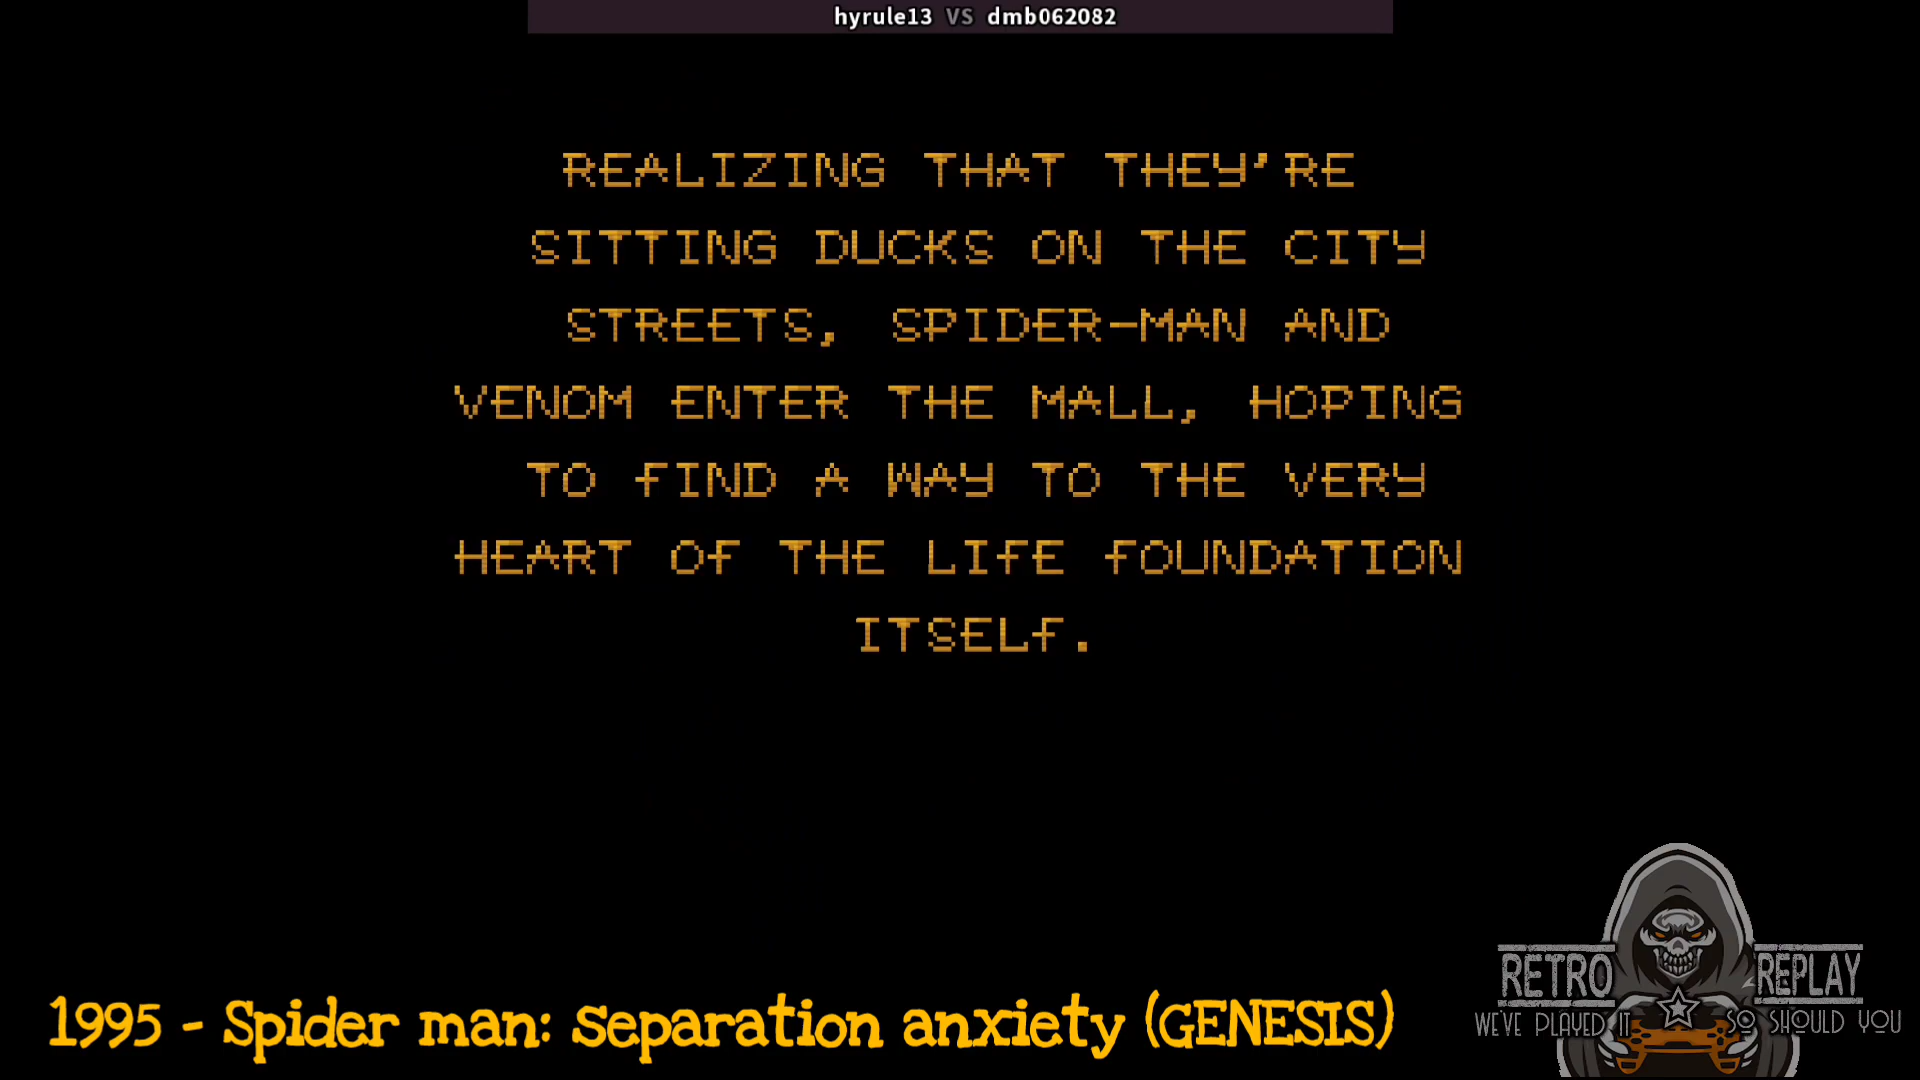 hyrule13 VS dmb062082
REALIZING THAT THEY'RE
SITTING DUCKS ON THE CITY
STREETS, SPIDER-MAN AND
VENOM ENTER THE MALL, HOPING
TO FIND A WAY TO THE VERY
HEART OF THE LIFE FOUNDATION
ITSELF.
1995 - Spider man: separation anxiety (GENESIS)
RETRO REPLAY
WE'VE PLAYED IT SO SHOULD YOU